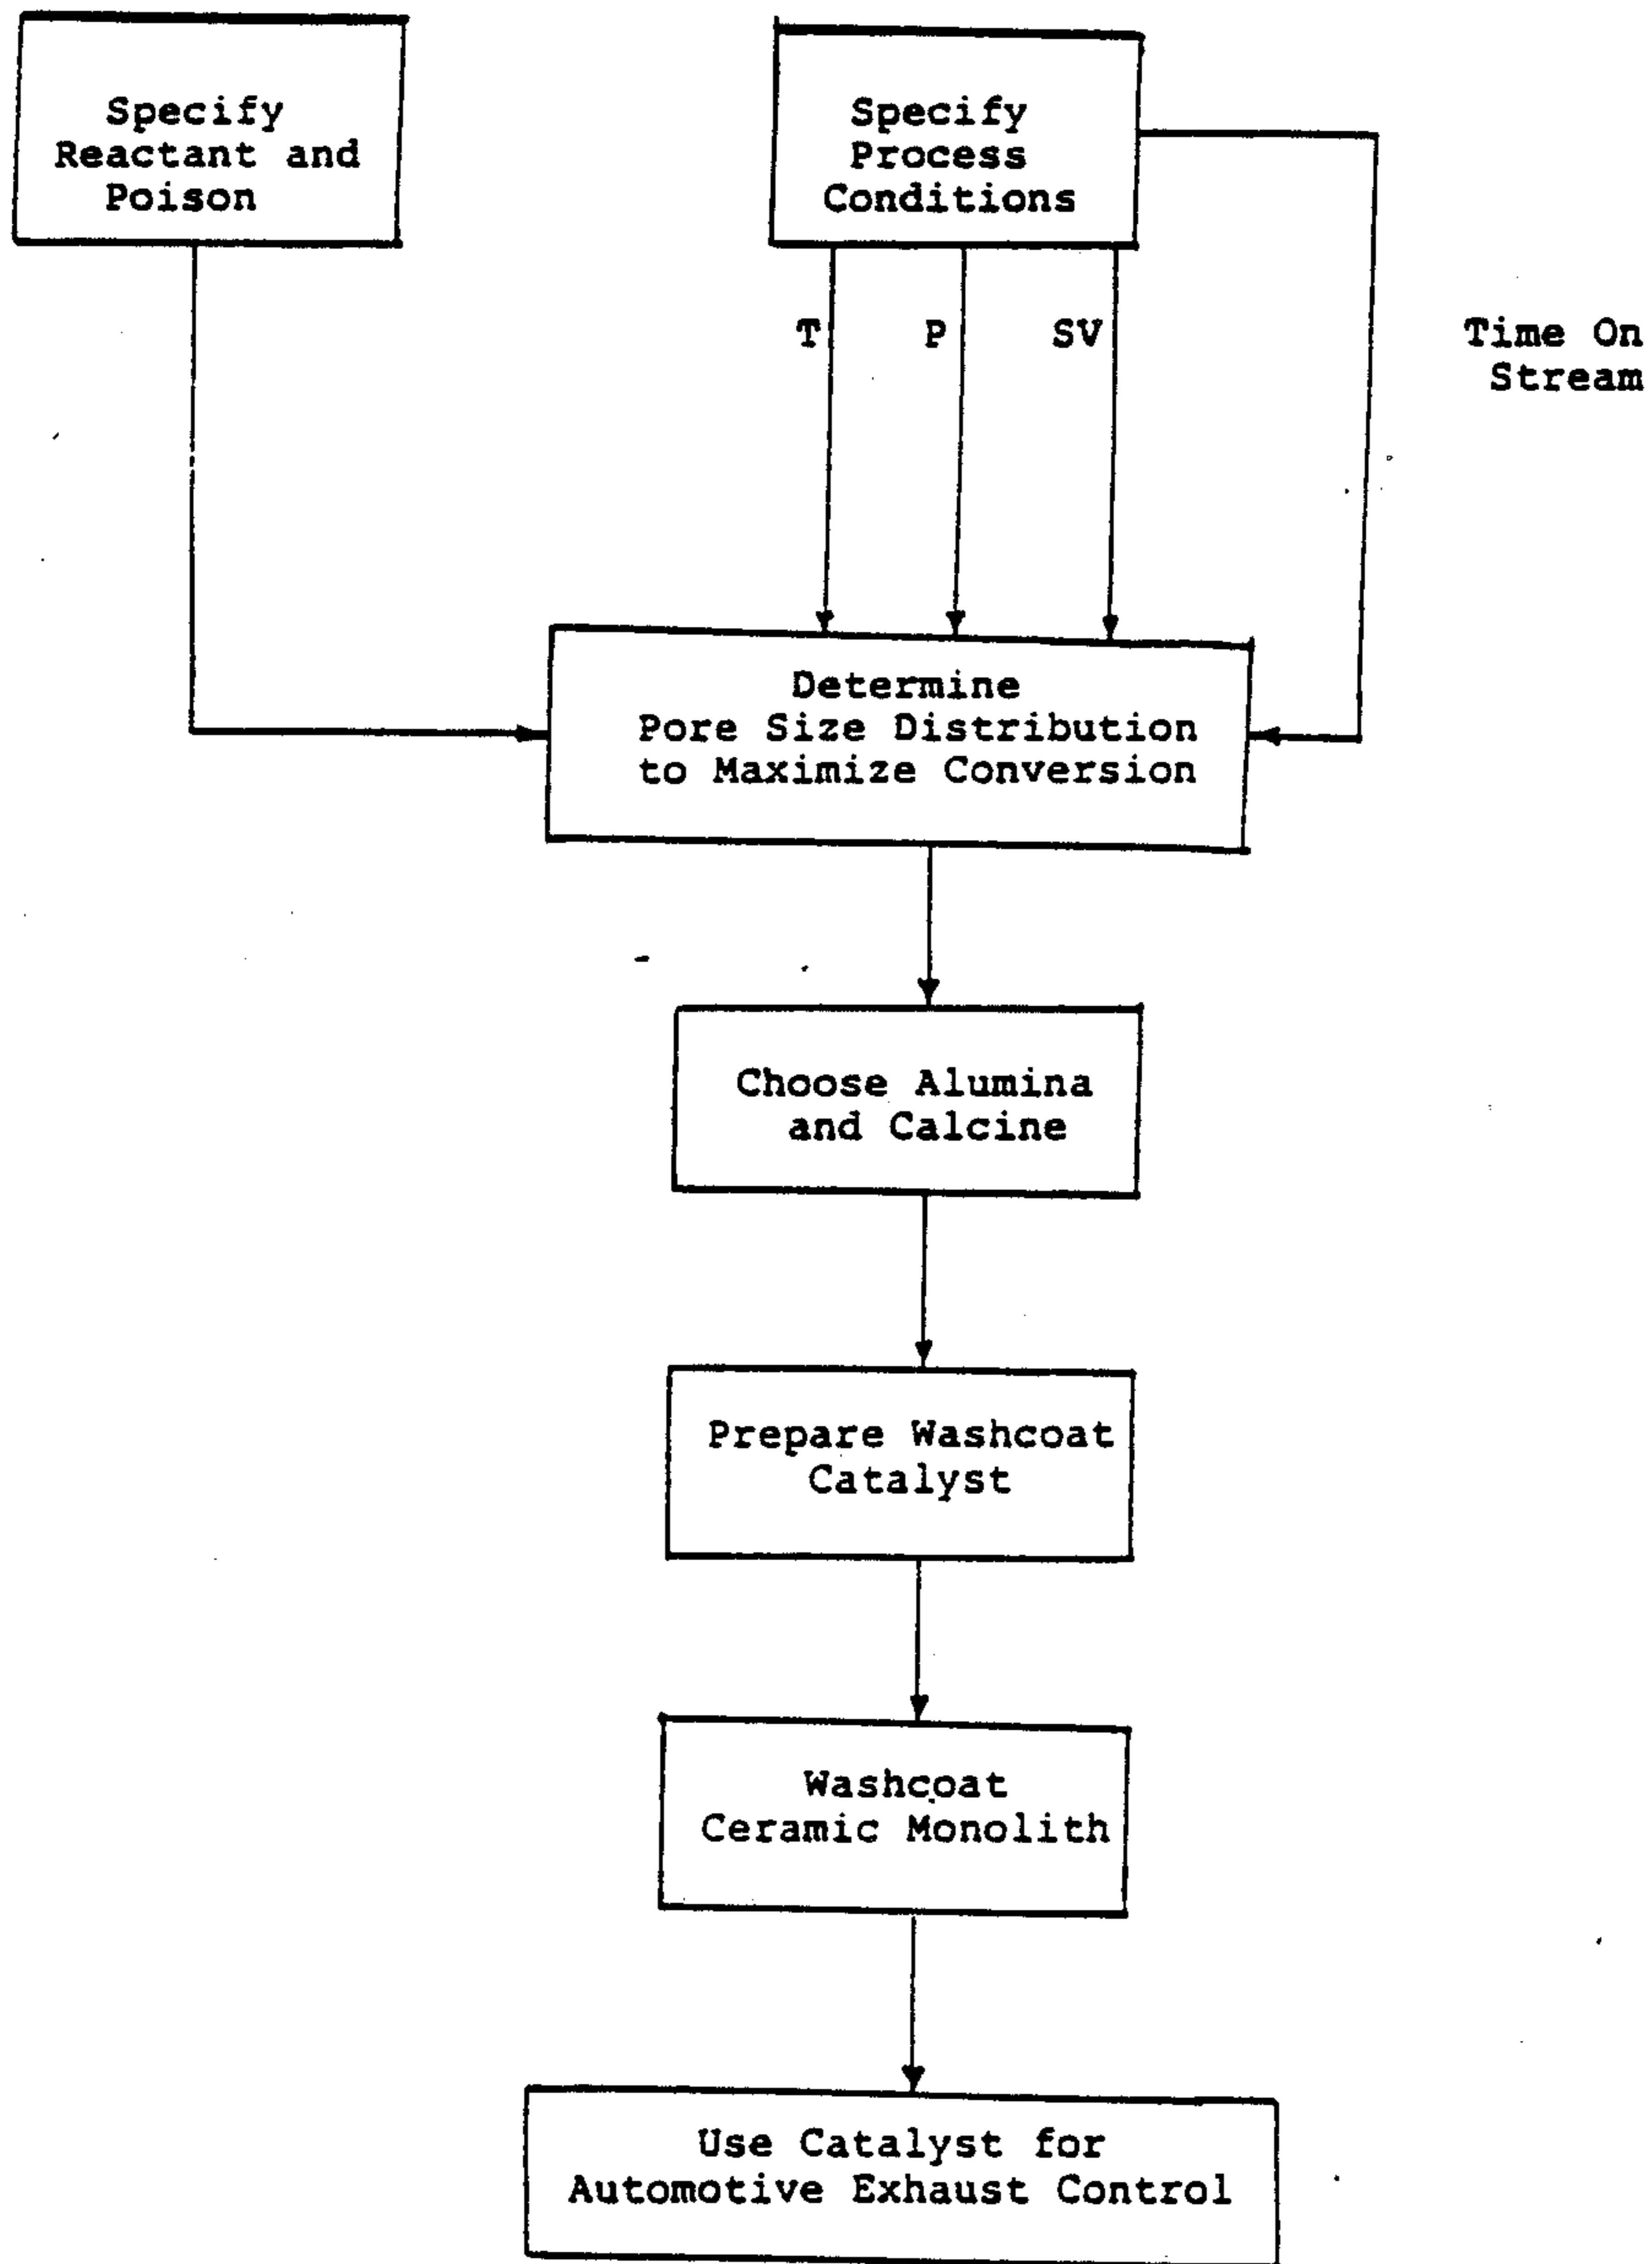 Specify
Reactant and
Poison
Specify
Process
Conditions
T
P
SV
Time On
Stream
Determine
Pore Size Distribution
to Maximize Conversion
Choose Alumina
and Calcine
Prepare Washcoat
Catalyst
Washcoat
Ceramic Monolith
Use Catalyst for
Automotive Exhaust Control